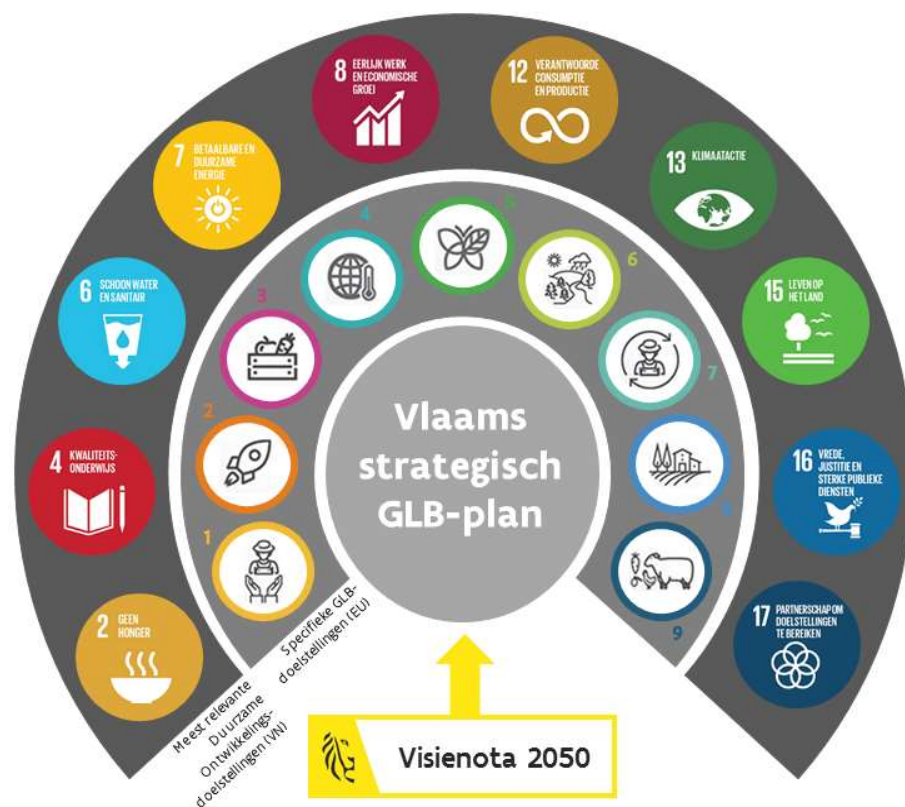 8 EERLIJK WERK
EN ECONOMISCHE
GROEI
12 VERANTWOORDE
CONSUMPTIE
EN PRODUCTIE
7 BETAALBARE EN
DUURZAME
ENERGIE
13 KLIMAATACTIE
6 SCHOON WATER
EN SANITAIR
15 LEVEN OP
HET LAND
4 KWALITEITS-
ONDERWIJS
16 VREDE,
JUSTITIE EN
STERKE PUBLIEKE
DIENSTEN
2 GEEN
HONGER
17 PARTNERSCHAP OM
DOELSTELLINGEN
TE BEREIKEN
1
2
3
4
5
6
7
8
9
Vlaams
strategisch
GLB-plan
Specifieke GLB-
doelstellingen (EU)
Meest relevante
Duurzame
Ontwikkelings-
doelstellingen (VN)
Visienota 2050